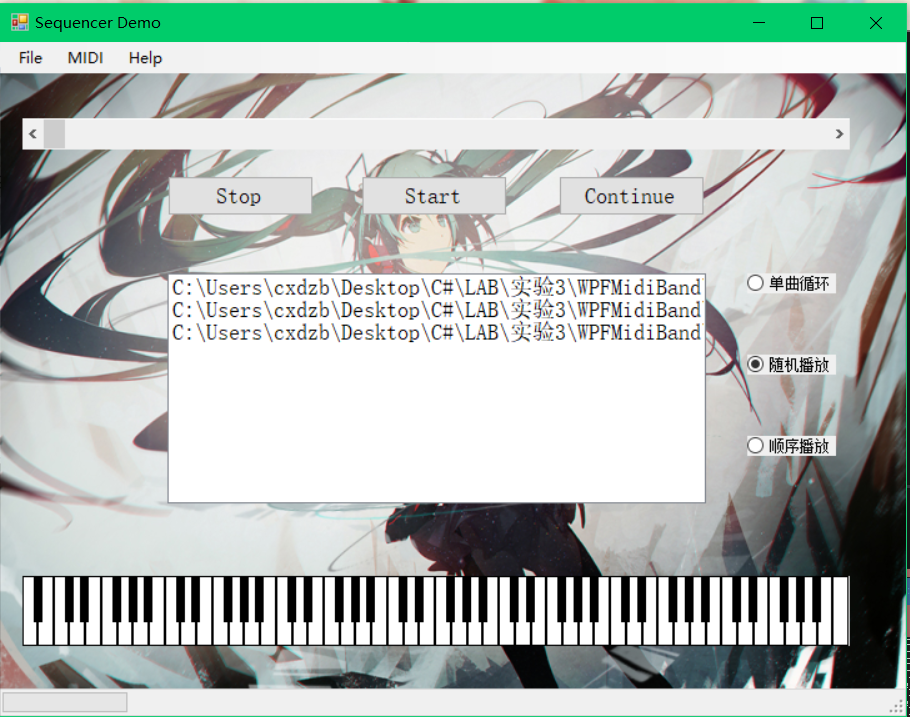 Sequencer Demo
File MIDI Help
Stop Start Continue
C:\Users\cxdzb\Desktop\C#\LAB\实验3\WPFMidiBand
C:\Users\cxdzb\Desktop\C#\LAB\实验3\WPFMidiBand
C:\Users\cxdzb\Desktop\C#\LAB\实验3\WPFMidiBand
单曲循环
随机播放
顺序播放